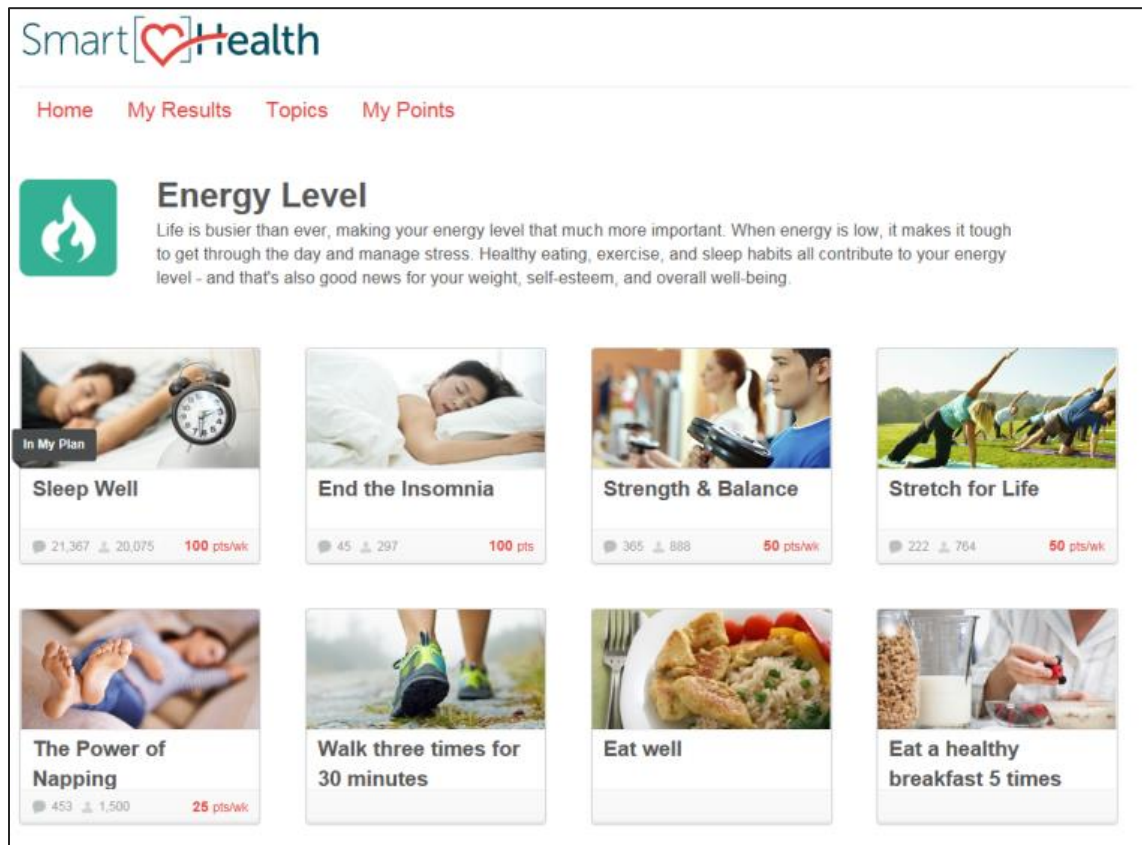 Smart Health
Home My Results Topics My Points
Energy Level
Life is busier than ever, making your energy level that much more important. When energy is low, it makes it tough
to get through the day and manage stress. Healthy eating, exercise, and sleep habits all contribute to your energy
level - and that's also good news for your weight, self-esteem, and overall well-being.
In My Plan
Sleep Well
21,367 20,075 100 pts/wk
End the Insomnia
45 297 100 pts
Strength & Balance
365 888 50 pts/wk
Stretch for Life
222 764 50 pts/wk
The Power of
Napping
453 1,500 25 pts/wk
Walk three times for
30 minutes
Eat well
Eat a healthy
breakfast 5 times